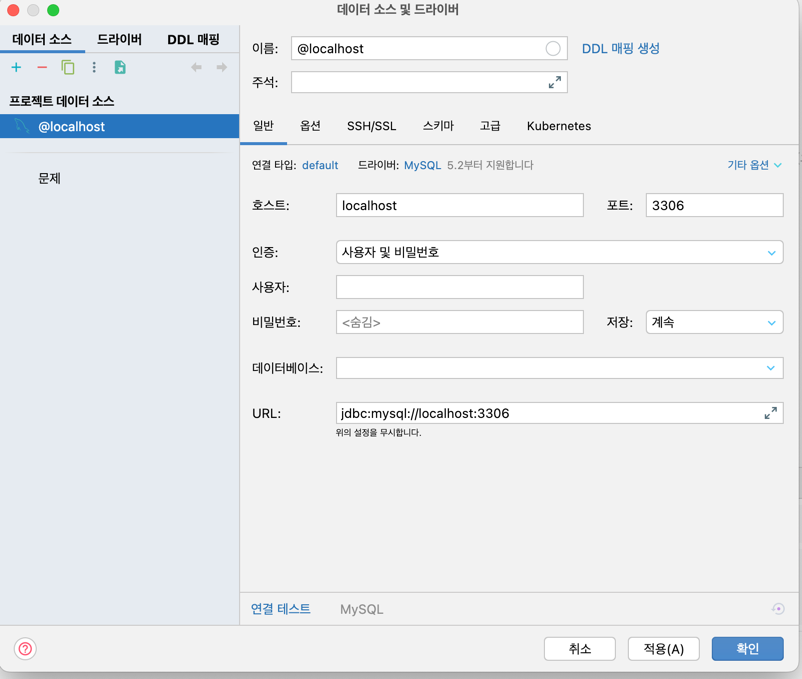 데이터 소스 및 드라이버
데이터 소스 드라이버 DDL 매핑
프로젝트 데이터 소스
@localhost
문제
이름: @localhost DDL 매핑 생성
주석:
일반 옵션 SSH/SSL 스키마 고급 Kubernetes
연결 타입: default 드라이버: MySQL 5.2부터 지원합니다 기타 옵션
호스트: localhost 포트: 3306
인증: 사용자 및 비밀번호
사용자:
비밀번호: <숨김> 저장: 계속
데이터베이스:
URL: jdbc:mysql://localhost:3306
위의 설정을 무시합니다.
연결 테스트 MySQL
? 취소 적용(A) 확인